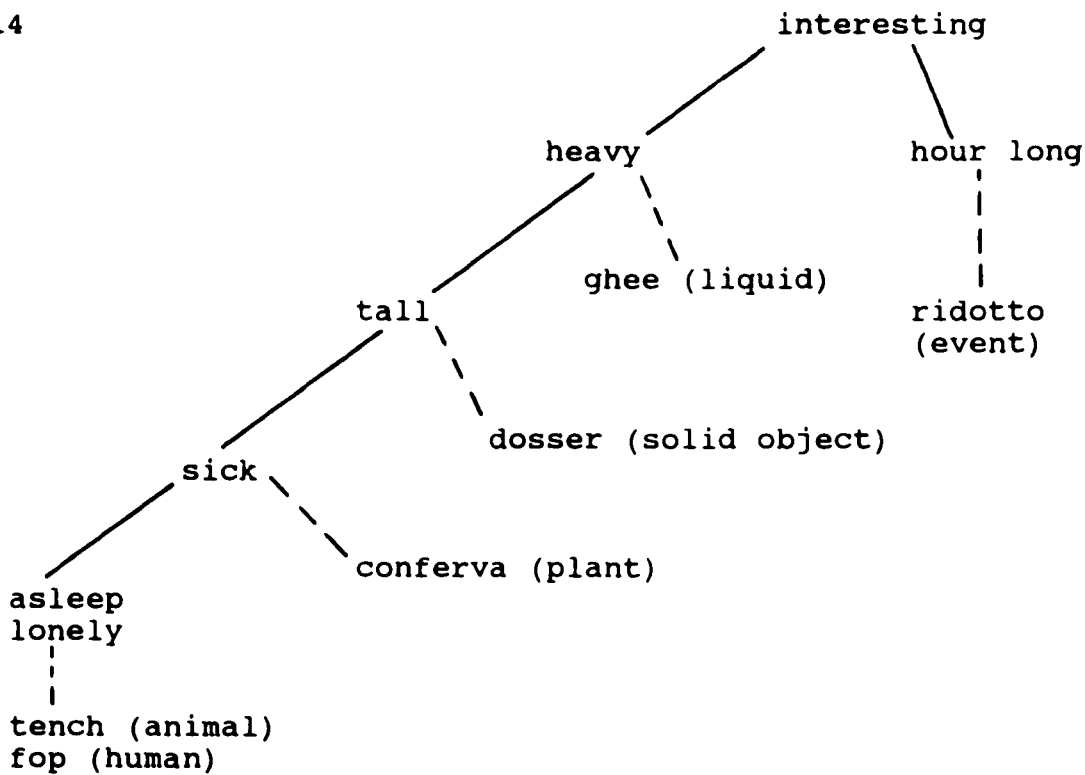 14
interesting
heavy
hour long
ghee (liquid)
tall
ridotto
(event)
dosser (solid object)
sick
conferva (plant)
asleep
lonely
tench (animal)
fop (human)